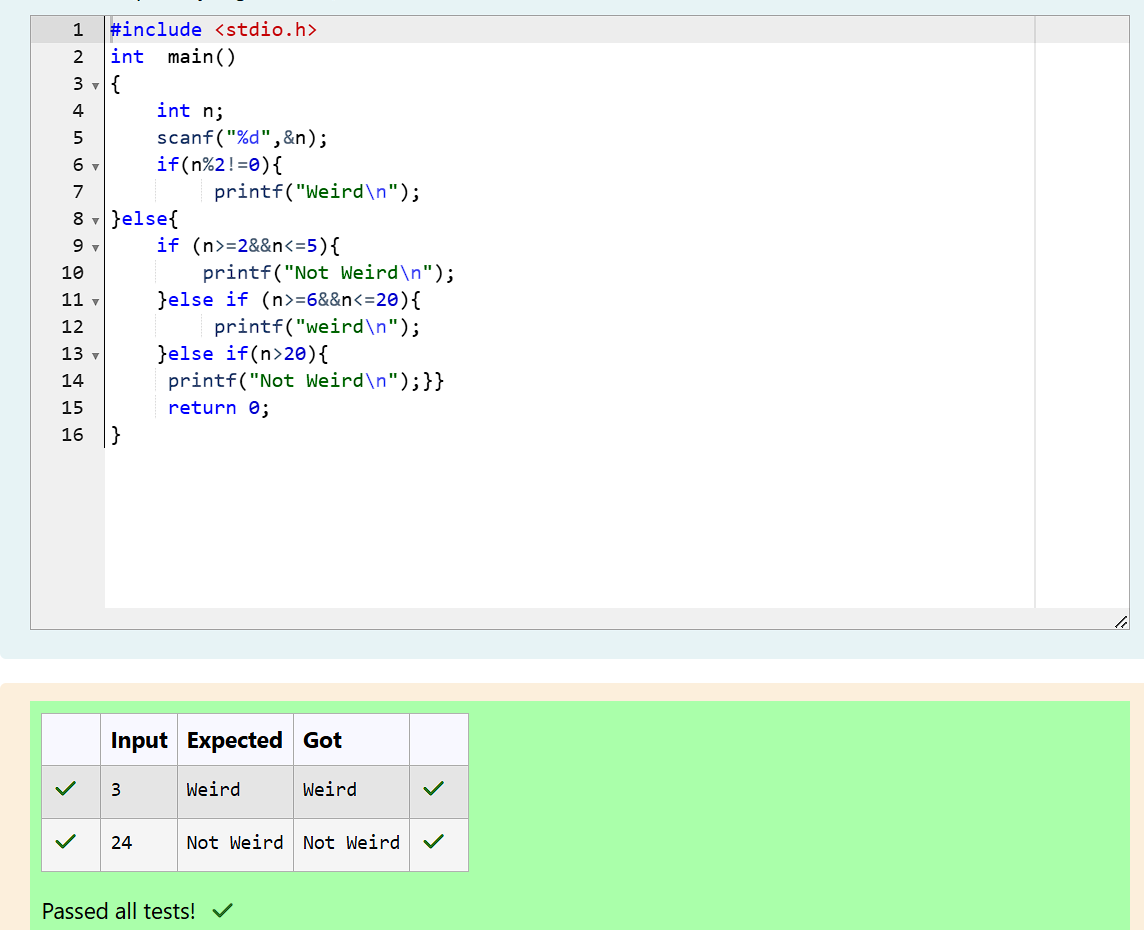 1 #include <stdio.h>
2 int  main()
3 {
4     int n;
5     scanf("%d",&n);
6     if(n%2!=0){
7          printf("Weird\n");
8 }else{
9     if (n>=2&&n<=5){
10         printf("Not Weird\n");
11     }else if (n>=6&&n<=20){
12          printf("weird\n");
13     }else if(n>20){
14      printf("Not Weird\n");}}
15      return 0;
16 }
Input Expected Got
3 Weird Weird
24 Not Weird Not Weird
Passed all tests!